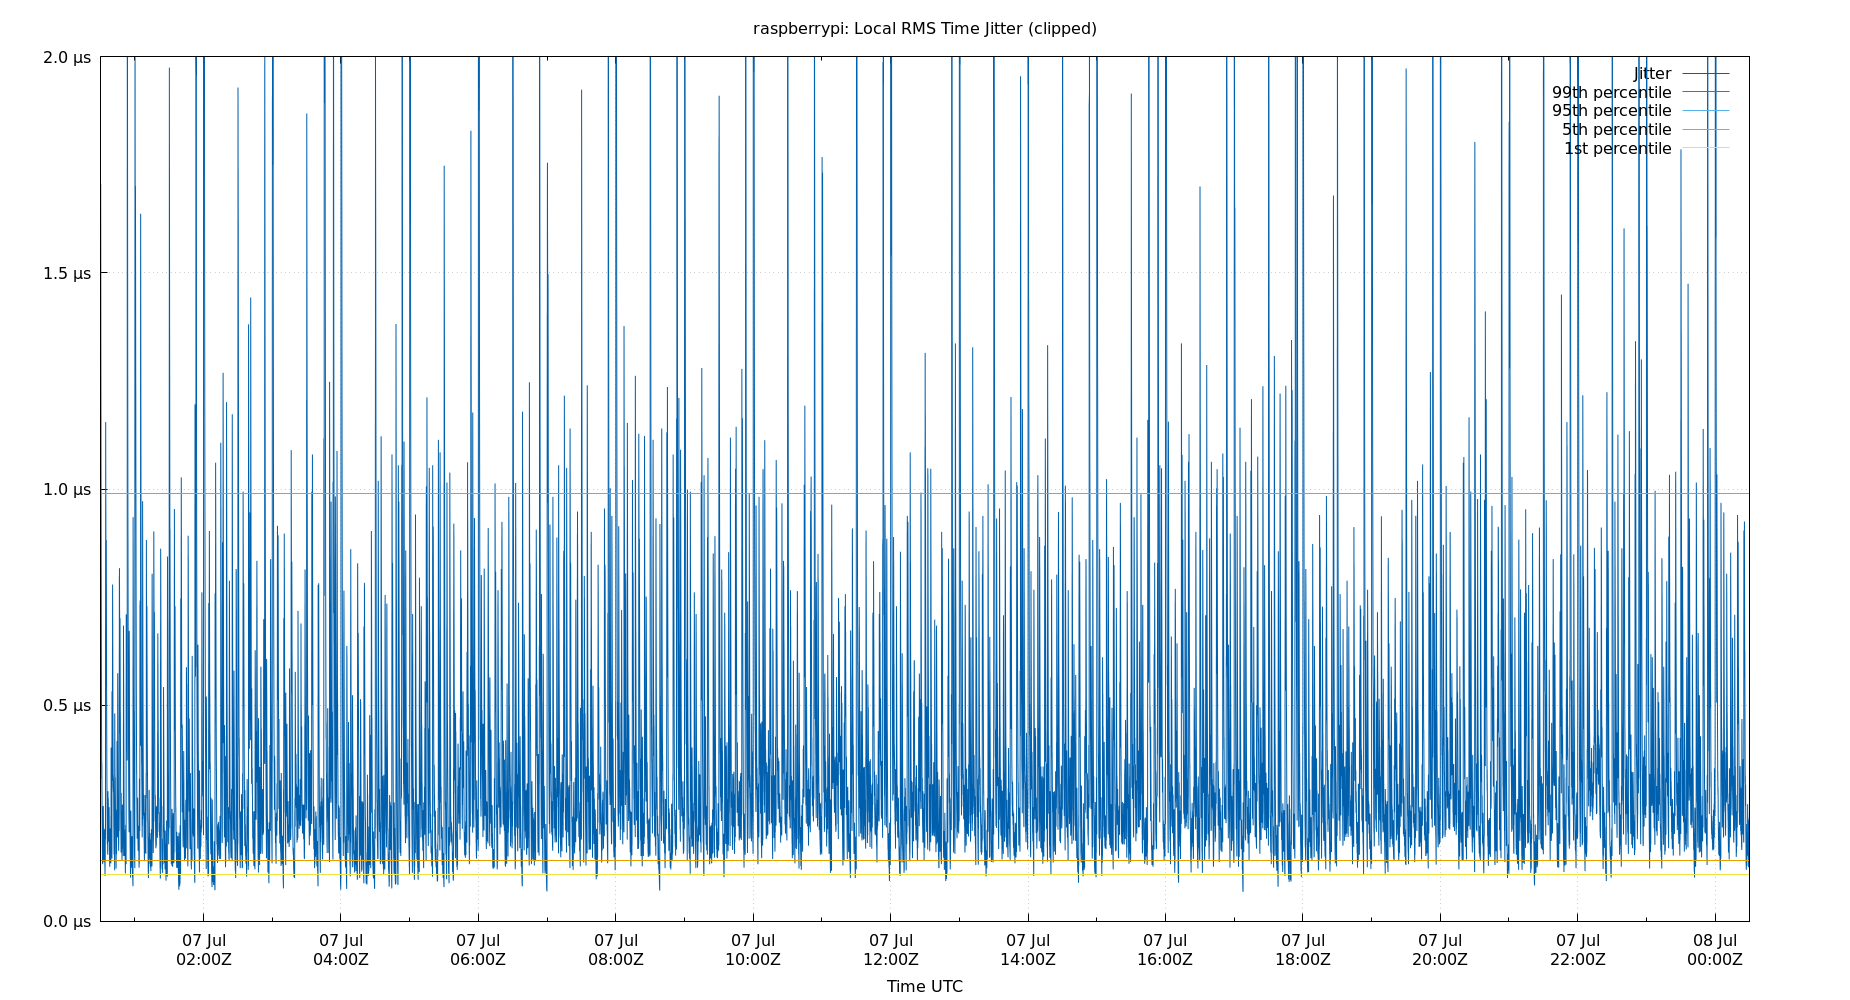 raspberrypi: Local RMS Time Jitter (clipped)
2.0 µs
1.5 µs
1.0 µs
0.5 µs
0.0 µs
Jitter
99th percentile
95th percentile
5th percentile
1st percentile
07 Jul 07 Jul 07 Jul 07 Jul 07 Jul 07 Jul 07 Jul 07 Jul 07 Jul 07 Jul 07 Jul 08 Jul
02:00Z 04:00Z 06:00Z 08:00Z 10:00Z 12:00Z 14:00Z 16:00Z 18:00Z 20:00Z 22:00Z 00:00Z
Time UTC